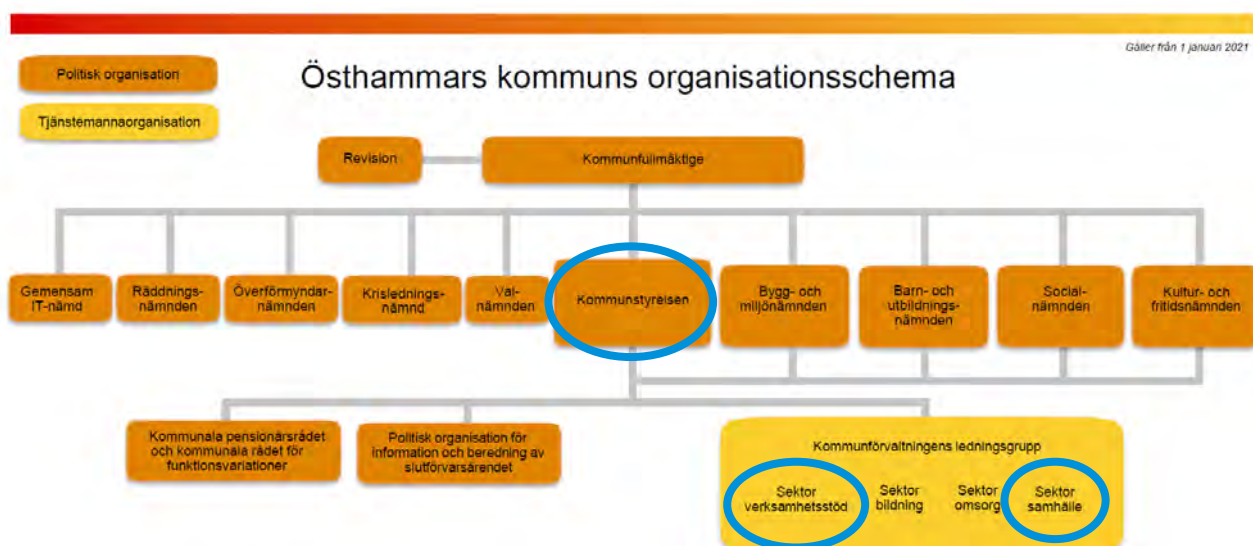 Gäller från 1 januari 2021
Politisk organisation
Tjänstemannaorganisation
Östhammars kommuns organisationsschema
Revision
Kommunfullmäktige
Gemensam
IT-nämd
Räddnings-
nämnden
Överförmyndar-
nämnden
Krislednings-
nämnd
Val-
nämnden
Kommunstyrelsen
Bygg- och
miljönämnden
Barn- och
utbildnings-
nämnden
Social-
nämnden
Kultur- och
fritidsnämnden
Kommunala pensionärsrådet
och kommunala rådet för
funktionsvariationer
Politisk organisation för
information och beredning av
slutförvarsärendet
Kommunförvaltningens ledningsgrupp
Sektor
verksamhetsstöd
Sektor
bildning
Sektor
omsorg
Sektor
samhälle